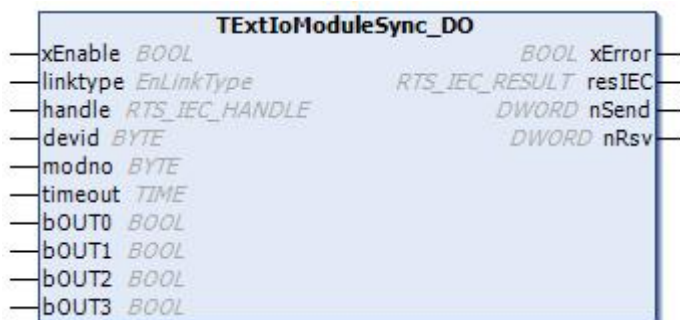 TExtIoModuleSync_DO
xEnable BOOL BOOL xError
linktype EnLinkType RTS_IEC_RESULT resIEC
handle RTS_IEC_HANDLE DWORD nSend
devid BYTE DWORD nRsv
modno BYTE
timeout TIME
bOUT0 BOOL
bOUT1 BOOL
bOUT2 BOOL
bOUT3 BOOL